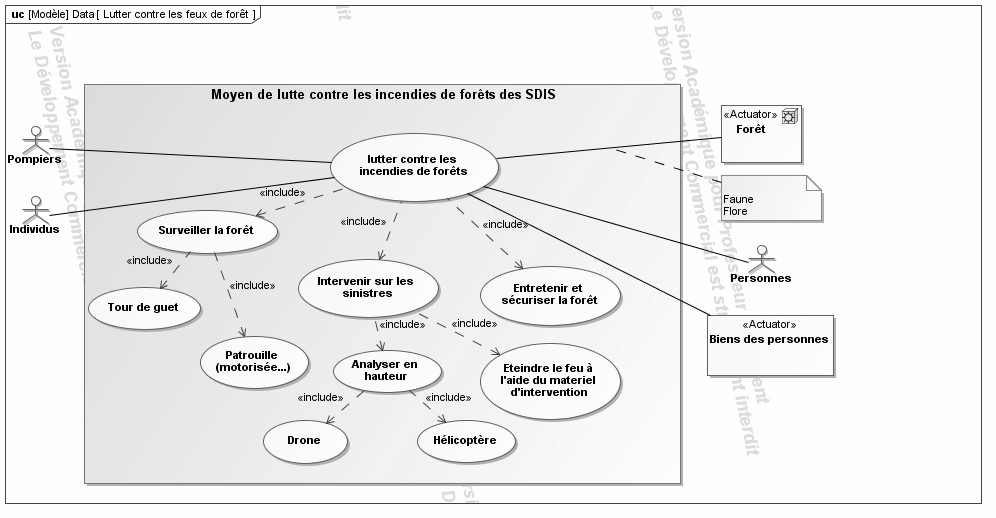 uc [Modèle] Data [ Lutter contre les feux de forêt ]
Moyen de lutte contre les incendies de forêts des SDIS
Pompiers
Individus
lutter contre les
incendies de forêts
«Actuator»
Forêt
Faune
Flore
Personnes
«Actuator»
Biens des personnes
«include»
«include»
«include»
Surveiller la forêt
«include»
«include»
Tour de guet
Patrouille
(motorisée...)
Intervenir sur les
sinistres
Entretenir et
sécuriser la forêt
«include»
«include»
Analyser en
hauteur
Eteindre le feu à
l'aide du materiel
d'intervention
«include»
«include»
Drone
Hélicoptère